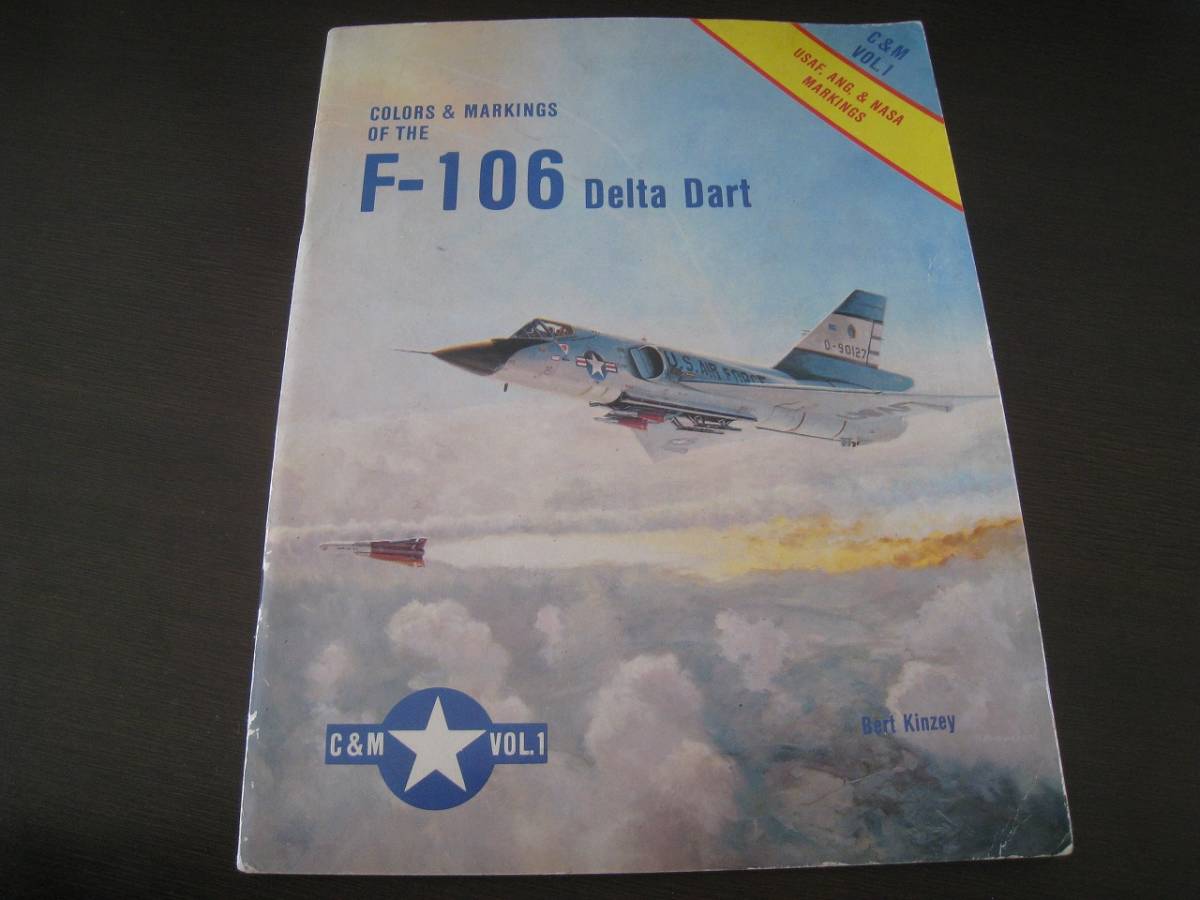 C & M
VOL.1
USAF, ANG, & NASA
MARKINGS
COLORS & MARKINGS
OF THE
F-106 Delta Dart
0-90127
U.S. AIR FORCE
C & M VOL.1
Bert Kinzey